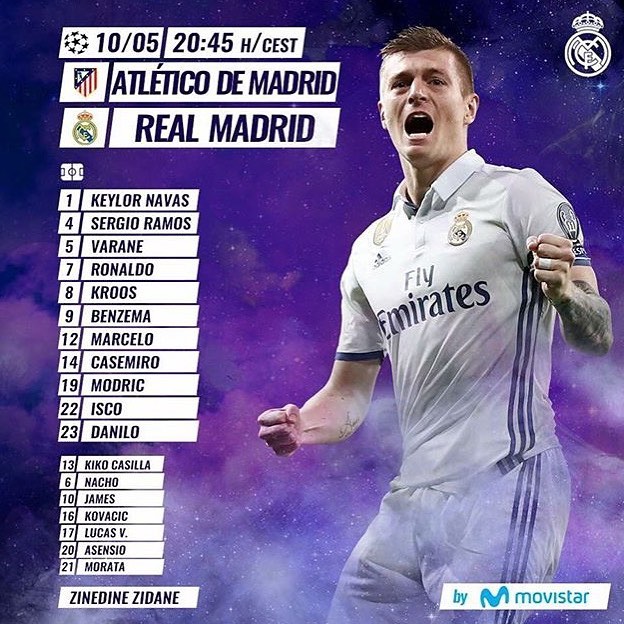 10/05 20:45 H/CEST
ATLÉTICO DE MADRID
REAL MADRID
1 KEYLOR NAVAS
4 SERGIO RAMOS
5 VARANE
7 RONALDO
8 KROOS
9 BENZEMA
12 MARCELO
14 CASEMIRO
19 MODRIC
22 ISCO
23 DANILO
13 KIKO CASILLA
6 NACHO
10 JAMES
16 KOVACIC
17 LUCAS V.
20 ASENSIO
21 MORATA
ZINEDINE ZIDANE
Fly
Emirates
by movistar